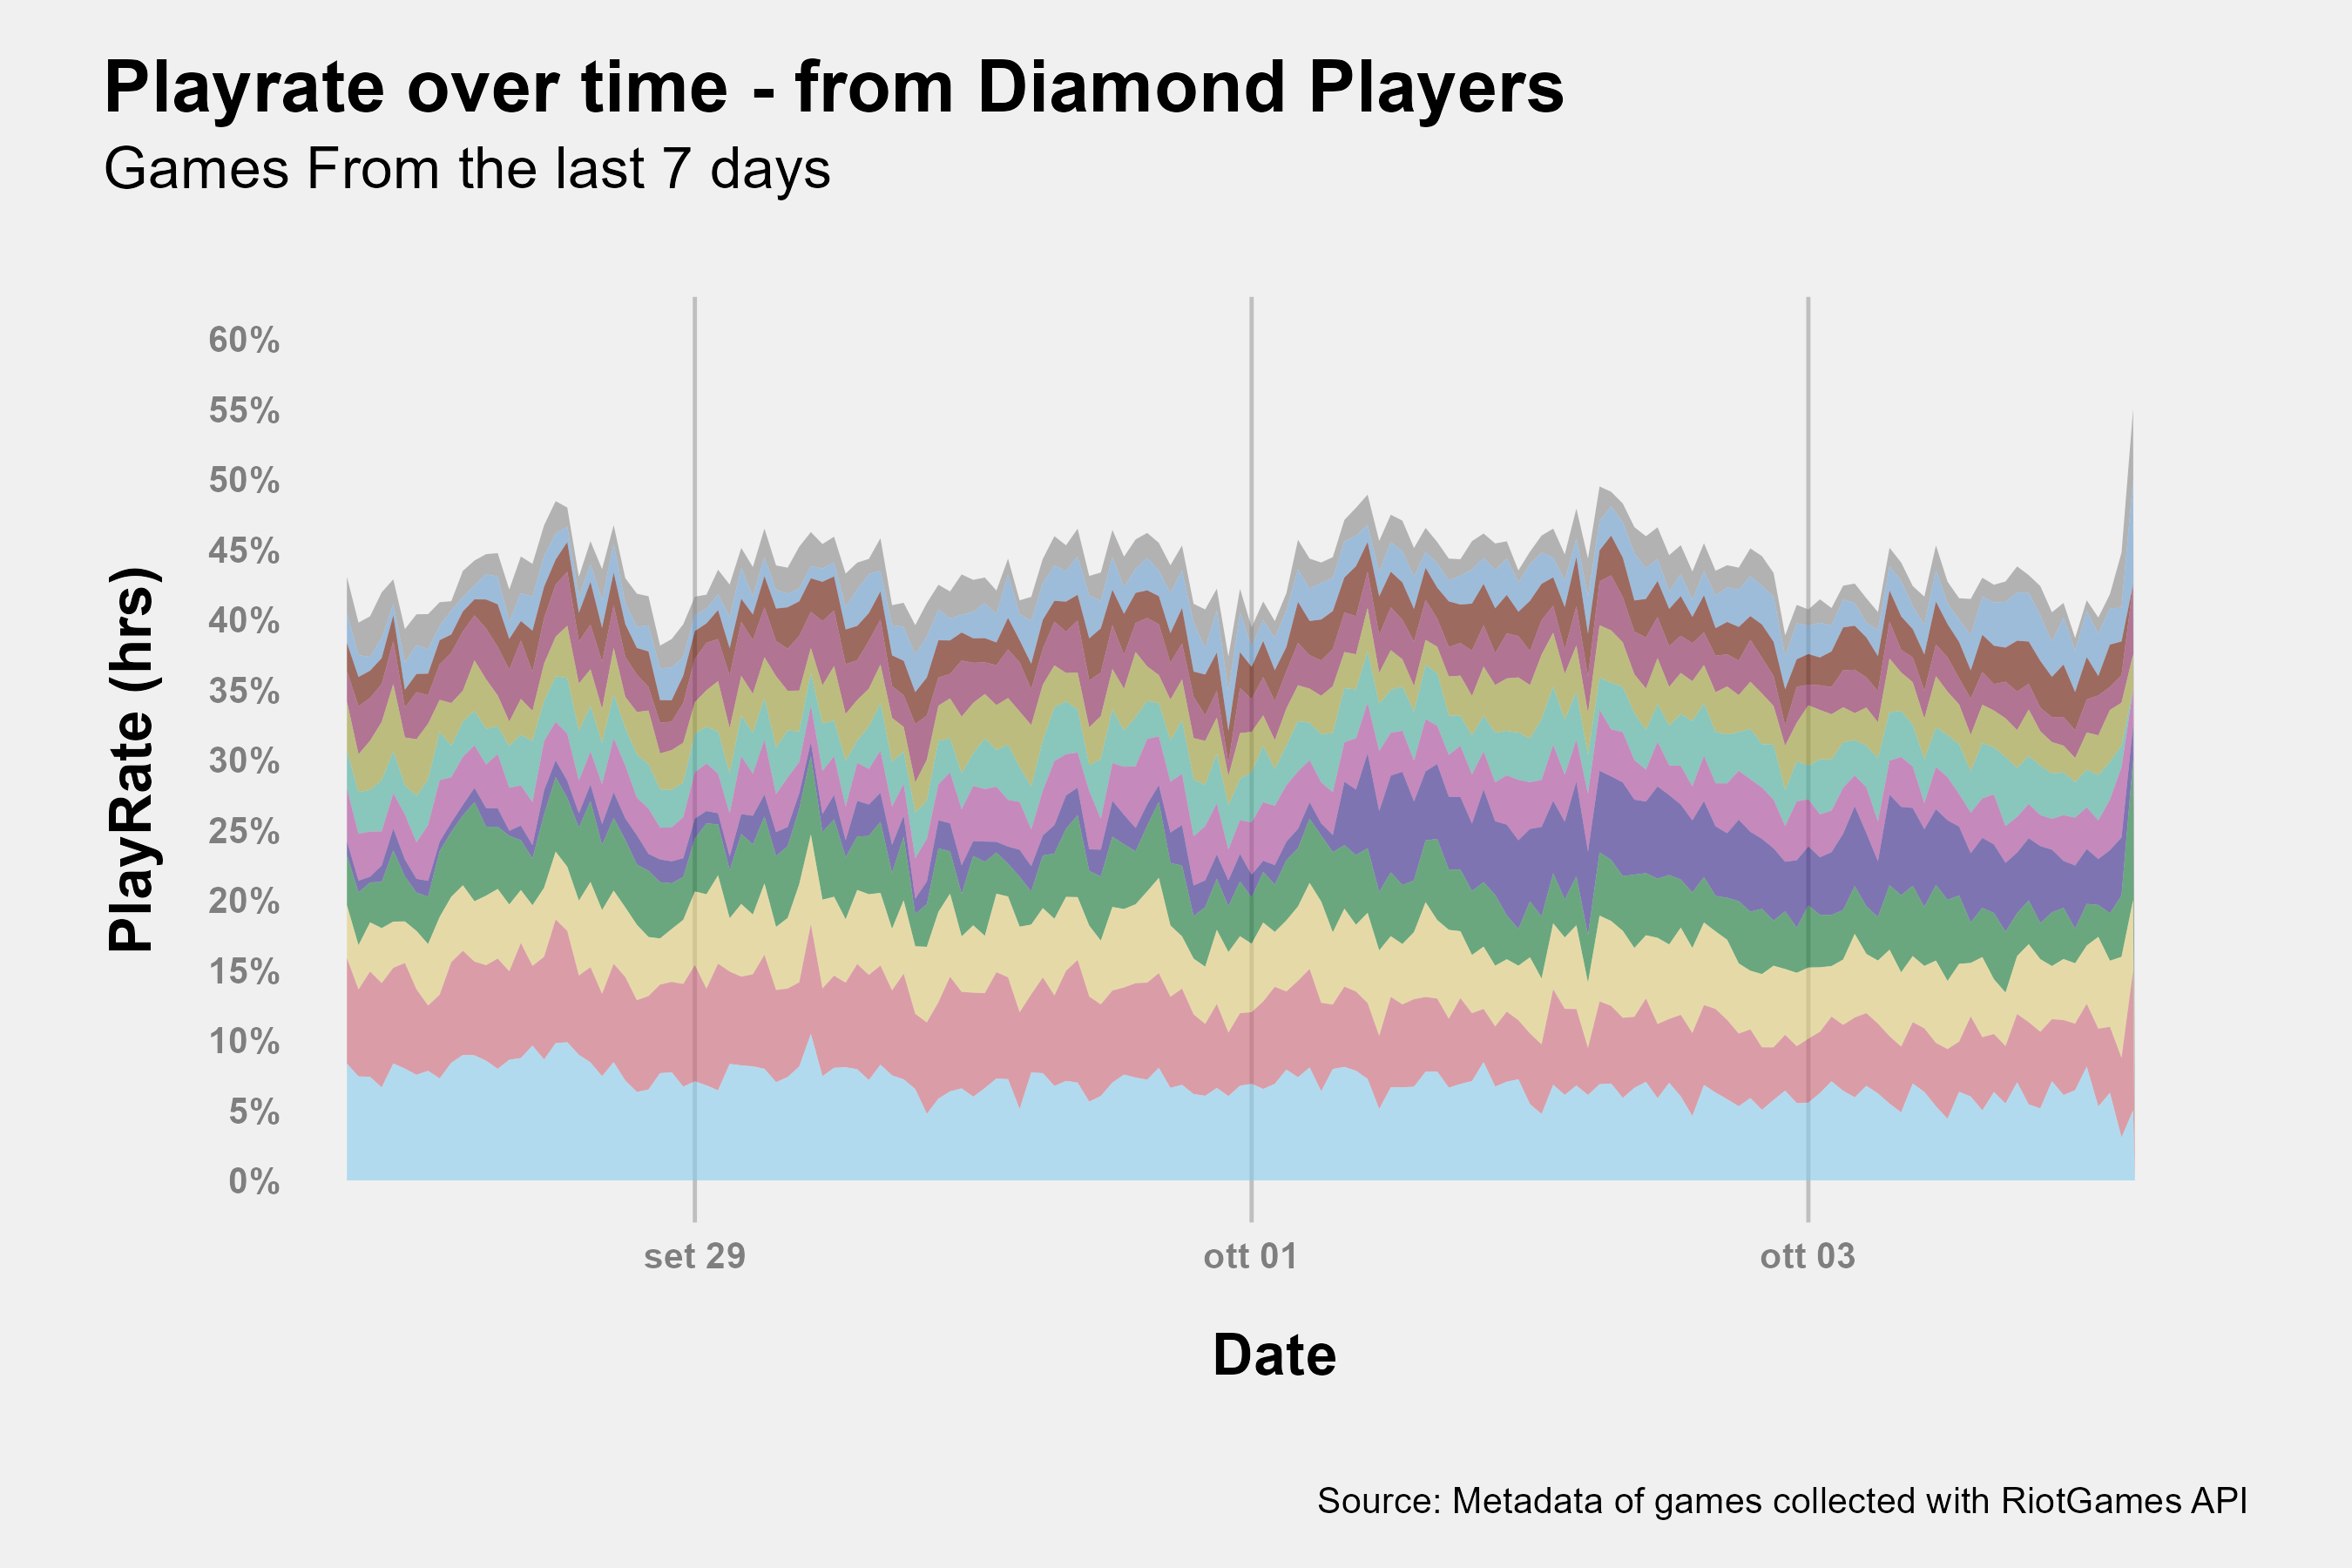 Playrate over time - from Diamond Players
Games From the last 7 days
60%
55%
50%
45%
40%
35%
30%
25%
20%
15%
10%
5%
0%
PlayRate (hrs)
set 29
ott 01
ott 03
Date
Source: Metadata of games collected with RiotGames API